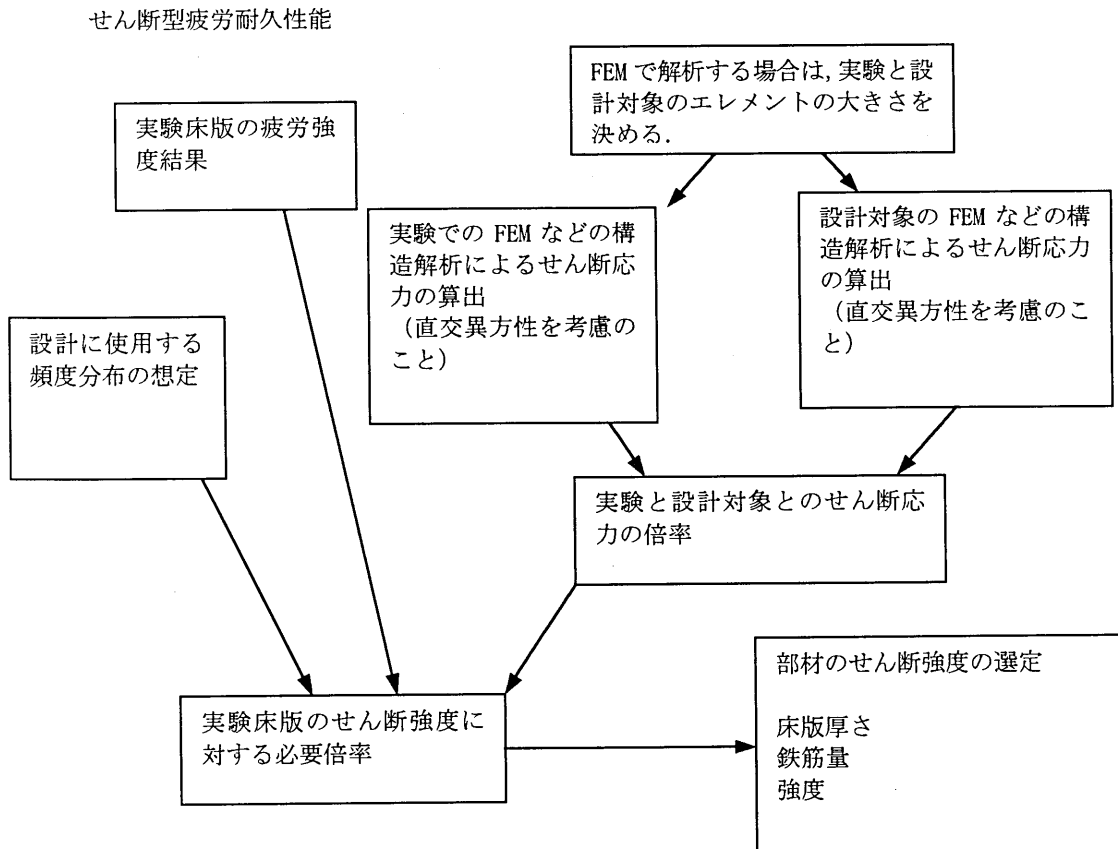 せん断型疲労耐久性能
FEM で解析する場合は,実験と設
計対象のエレメントの大きさを
決める.
実験床版の疲労強
度結果
実験での FEM などの構
造解析によるせん断応
力の算出
(直交異方性を考慮の
こと)
設計対象の FEM などの構
造解析によるせん断応力
の算出
(直交異方性を考慮のこ
と)
設計に使用する
頻度分布の想定
実験と設計対象とのせん断応
力の倍率
実験床版のせん断強度に
対する必要倍率
部材のせん断強度の選定
床版厚さ
鉄筋量
強度